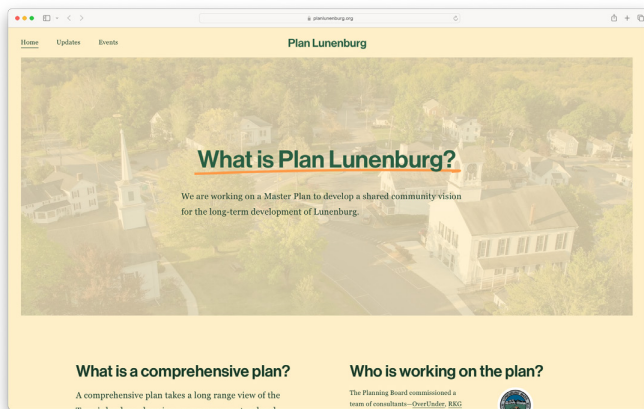 planlunenburg.org
Home Updates Events
Plan Lunenburg
What is Plan Lunenburg?
We are working on a Master Plan to develop a shared community vision
for the long-term development of Lunenburg.
What is a comprehensive plan?
A comprehensive plan takes a long range view of the
Who is working on the plan?
The Planning Board commissioned a
team of consultants—OverUnder, RKG